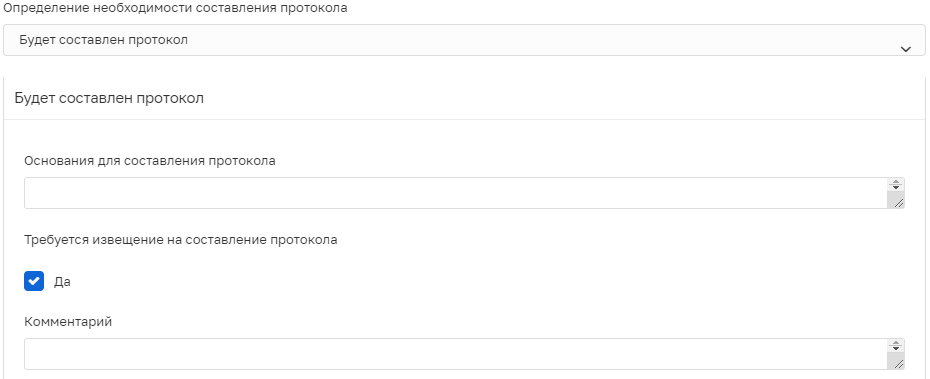 Определение необходимости составления протокола
Будет составлен протокол
Будет составлен протокол
Основания для составления протокола
Требуется извещение на составление протокола
Да
Комментарий